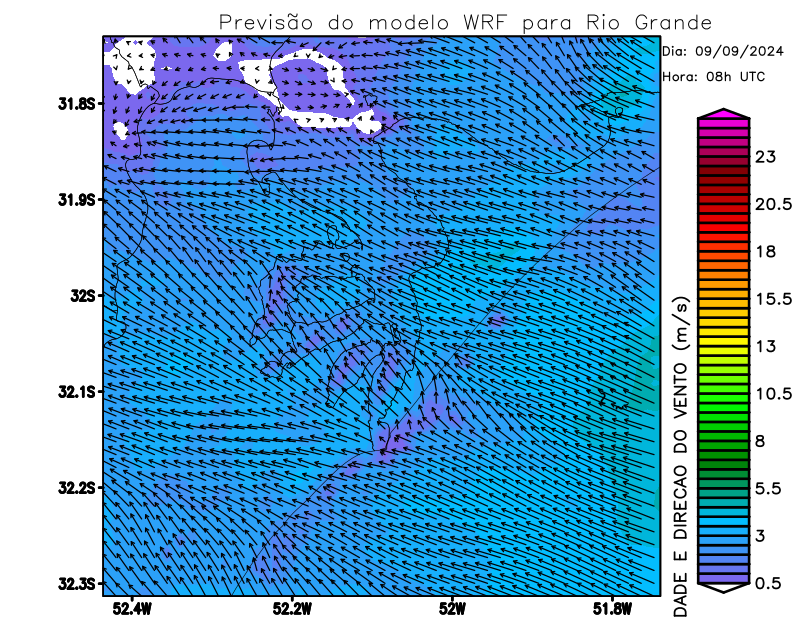 Previsão do modelo WRF para Rio Grande
Dia: 09/09/2024
Hora: 08h UTC
31.8S
31.9S
32S
32.1S
32.2S
32.3S
52.4W
52.2W
52W
51.8W
23
20.5
18
15.5
13
10.5
8
5.5
3
0.5
DADE E DIRECAO DO VENTO (m/s)